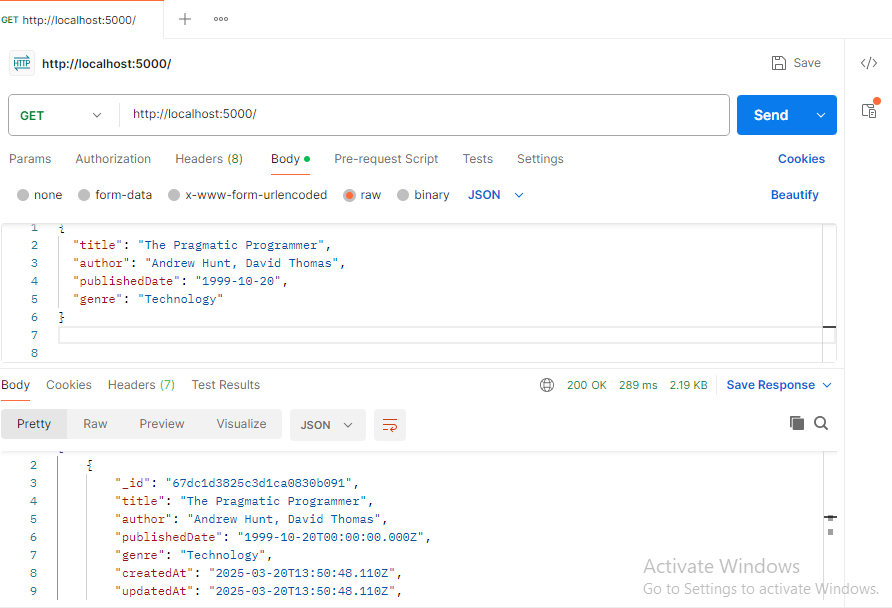 GET http://localhost:5000/
HTTP http://localhost:5000/ Save
GET http://localhost:5000/ Send
Params Authorization Headers (8) Body Pre-request Script Tests Settings Cookies
none form-data x-www-form-urlencoded raw binary JSON Beautify
1 {
2 "title": "The Pragmatic Programmer",
3 "author": "Andrew Hunt, David Thomas",
4 "publishedDate": "1999-10-20",
5 "genre": "Technology"
6 }
7
8
Body Cookies Headers (7) Test Results 200 OK 289 ms 2.19 KB Save Response
Pretty Raw Preview Visualize JSON
2 {
3 "_id": "67dc1d3825c3d1ca0830b091",
4 "title": "The Pragmatic Programmer",
5 "author": "Andrew Hunt, David Thomas",
6 "publishedDate": "1999-10-20T00:00:00.000Z",
7 "genre": "Technology",
8 "createdAt": "2025-03-20T13:50:48.110Z",
9 "updatedAt": "2025-03-20T13:50:48.110Z",
Activate Windows
Go to Settings to activate Windows.